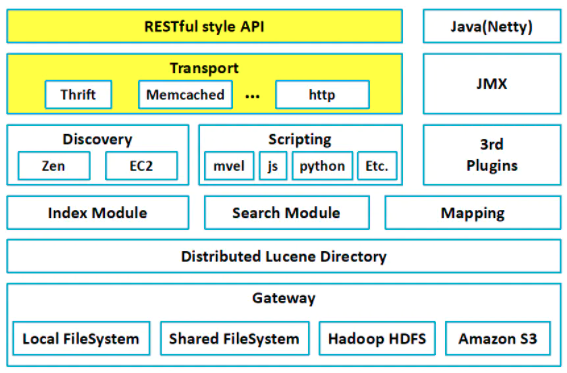 RESTful style API
Java(Netty)
Transport
Thrift
Memcached
...
http
JMX
Discovery
Zen
EC2
Scripting
mvel
js
python
Etc.
3rd
Plugins
Index Module
Search Module
Mapping
Distributed Lucene Directory
Gateway
Local FileSystem
Shared FileSystem
Hadoop HDFS
Amazon S3